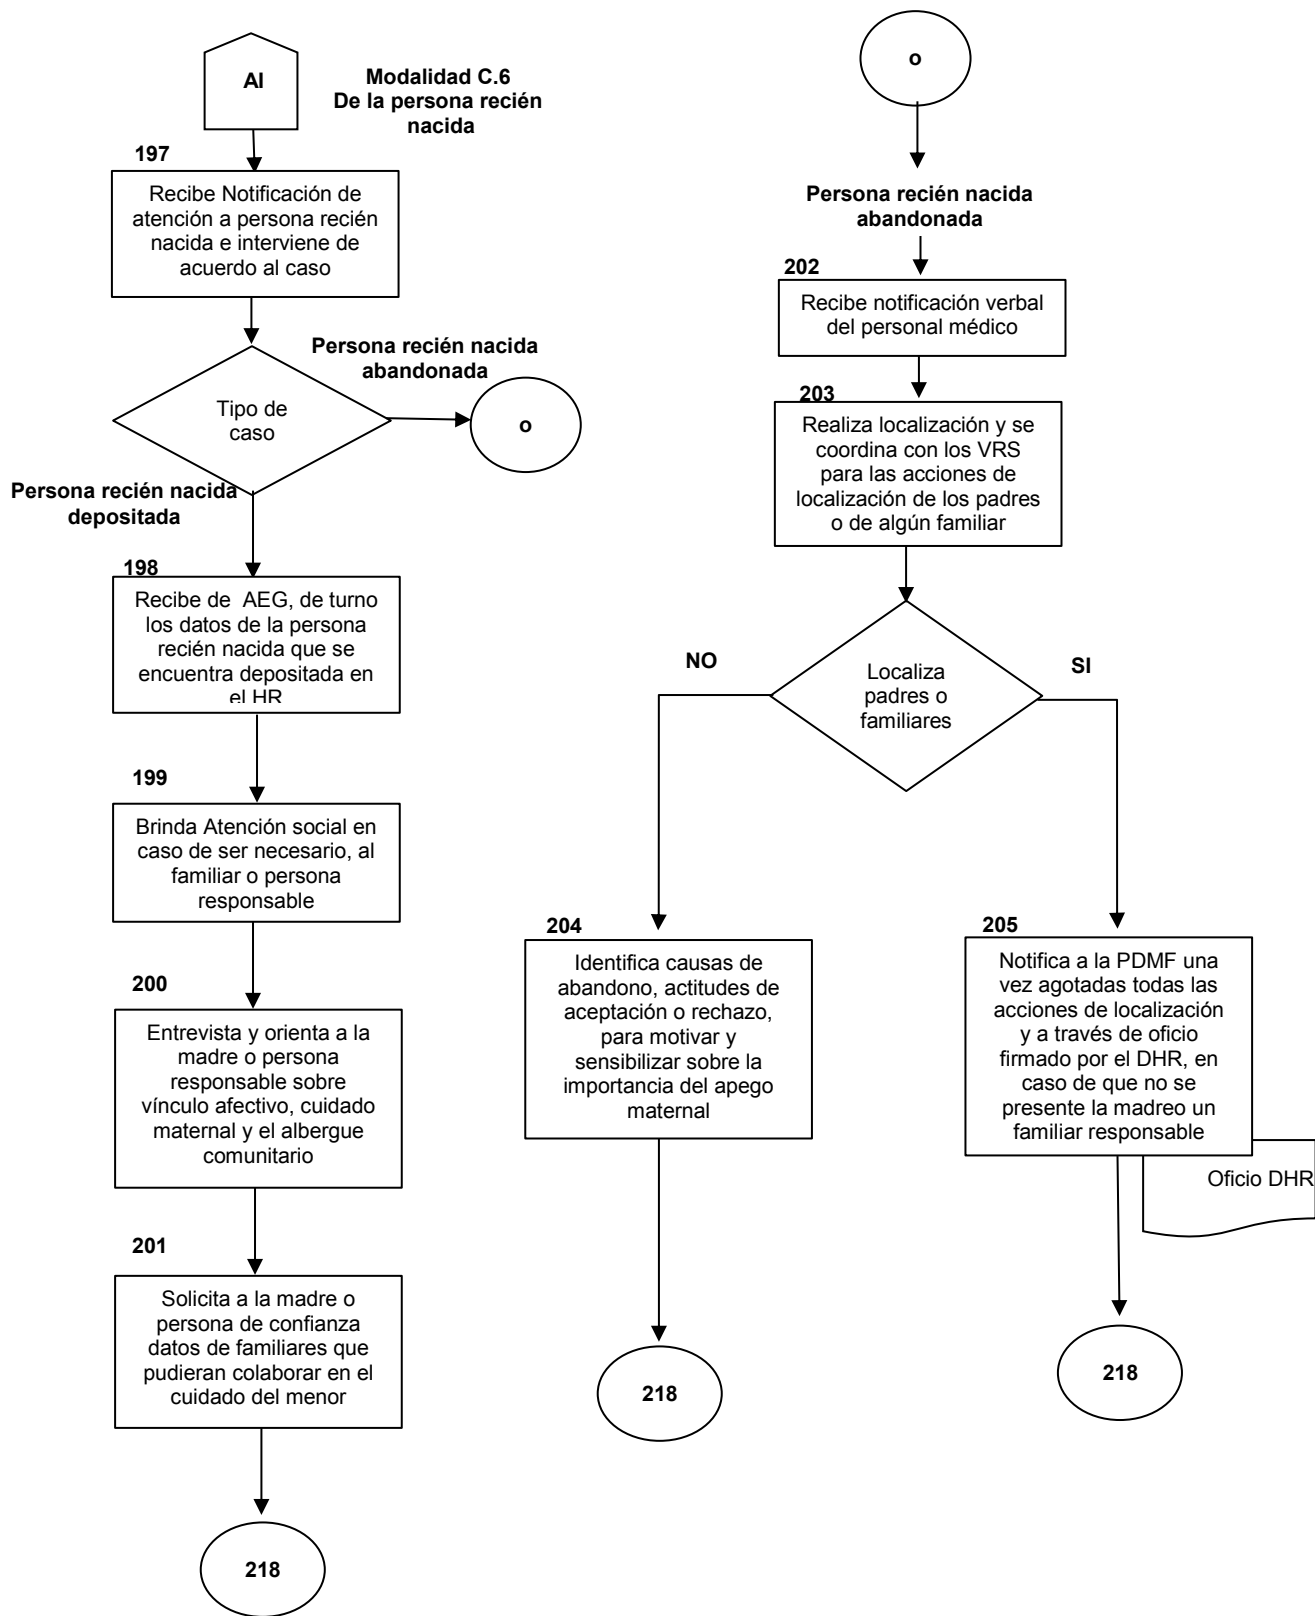 AI
Modalidad C.6
De la persona recién
nacida
197
Recibe Notificación de
atención a persona recién
nacida e interviene de
acuerdo al caso
Tipo de
caso
Persona recién nacida
abandonada
o
Persona recién nacida
depositada
198
Recibe de AEG, de turno
los datos de la persona
recién nacida que se
encuentra depositada en
el HR
199
Brinda Atención social en
caso de ser necesario, al
familiar o persona
responsable
200
Entrevista y orienta a la
madre o persona
responsable sobre
vínculo afectivo, cuidado
maternal y el albergue
comunitario
201
Solicita a la madre o
persona de confianza
datos de familiares que
pudieran colaborar en el
cuidado del menor
218
o
Persona recién nacida
abandonada
202
Recibe notificación verbal
del personal médico
203
Realiza localización y se
coordina con los VRS
para las acciones de
localización de los padres
o de algún familiar
Localiza
padres o
familiares
NO
SI
204
Identifica causas de
abandono, actitudes de
aceptación o rechazo,
para motivar y
sensibilizar sobre la
importancia del apego
maternal
218
205
Notifica a la PDMF una
vez agotadas todas las
acciones de localización
y a través de oficio
firmado por el DHR, en
caso de que no se
presente la madreo un
familiar responsable
Oficio DHR
218